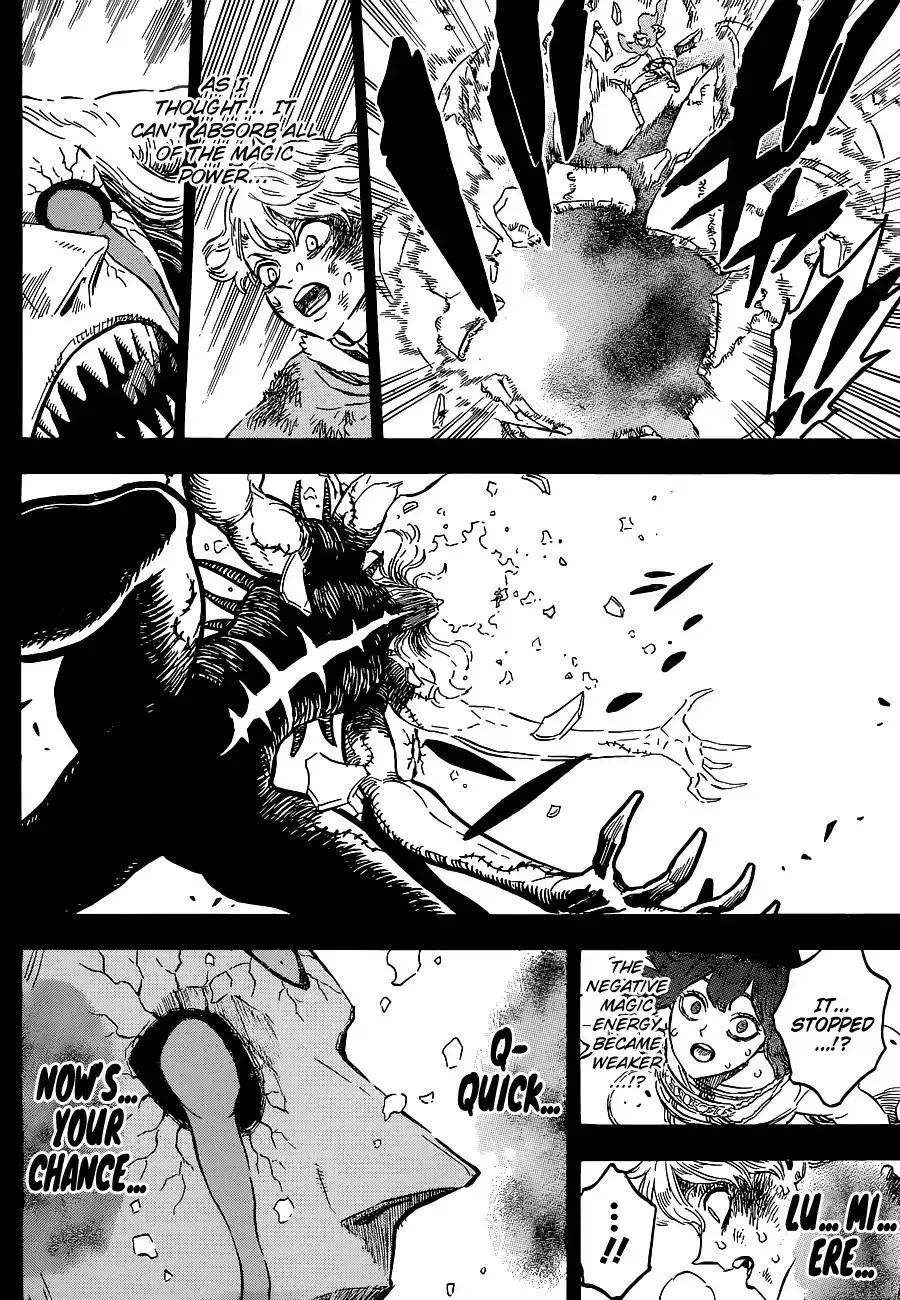 AS I
THOUGHT... IT
CAN'T ABSORB ALL
OF THE MAGIC
POWER...
IT...
STOPPED
...!?
THE
NEGATIVE
MAGIC
ENERGY
BECAME
WEAKER
...!?
LU... MI...
ERE...
...!!
Q-
QUICK...
NOW'S...
YOUR
CHANCE...